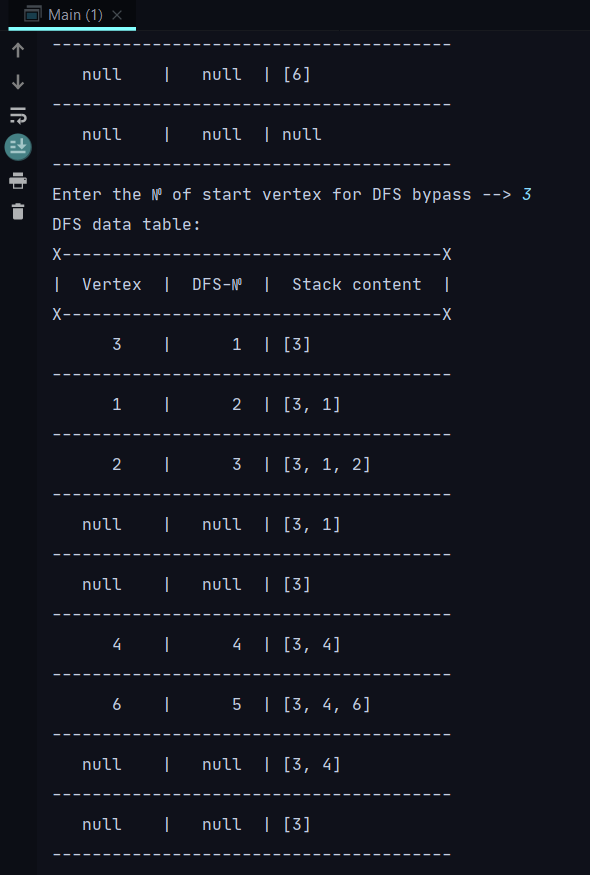 Main (1) ×
---------------------------------------
null | null | [6]
---------------------------------------
null | null | null
---------------------------------------
Enter the № of start vertex for DFS bypass --> 3
DFS data table:
X--------------------------------------X
| Vertex | DFS-№ | Stack content |
X--------------------------------------X
3 | 1 | [3]
----------------------------------------
1 | 2 | [3, 1]
----------------------------------------
2 | 3 | [3, 1, 2]
----------------------------------------
null | null | [3, 1]
----------------------------------------
null | null | [3]
----------------------------------------
4 | 4 | [3, 4]
----------------------------------------
6 | 5 | [3, 4, 6]
----------------------------------------
null | null | [3, 4]
----------------------------------------
null | null | [3]
----------------------------------------